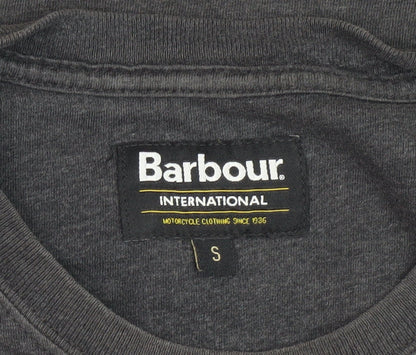 Barbour®
INTERNATIONAL
MOTORCYCLE CLOTHING SINCE 1936
S